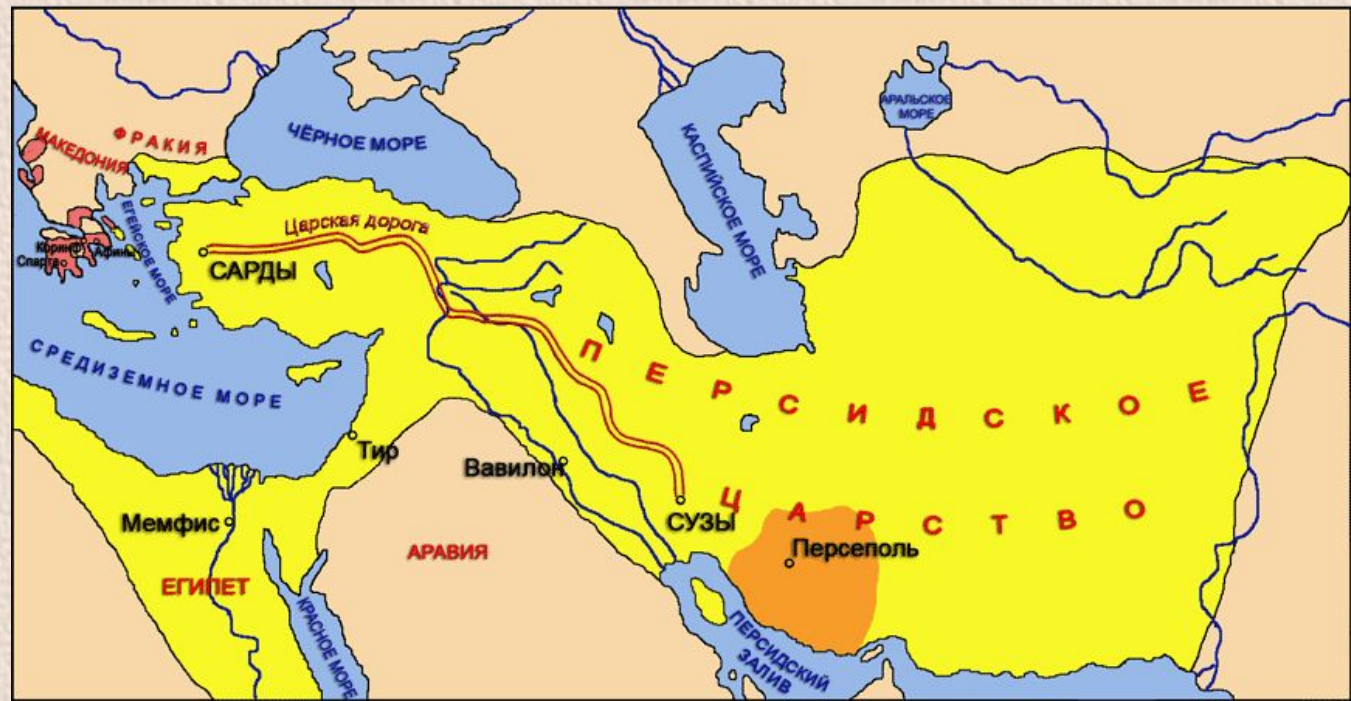 АРАЛЬСКОЕ
МОРЕ
ЧЁРНОЕ МОРЕ
КАСПИЙСКОЕ МОРЕ
ФРАКИЯ
МАКЕДОНИЯ
ЕГЕЙСКОЕ МОРЕ
Царская дорога
Коринф
Афины
Спарта
САРДЫ
СРЕДИЗЕМНОЕ МОРЕ
ПЕРСИДСКОЕ
ЦАРСТВО
Тир
Вавилон
СУЗЫ
Мемфис
Персеполь
АРАВИЯ
ЕГИПЕТ
КРАСНОЕ МОРЕ
ПЕРСИДСКИЙ
ЗАЛИВ